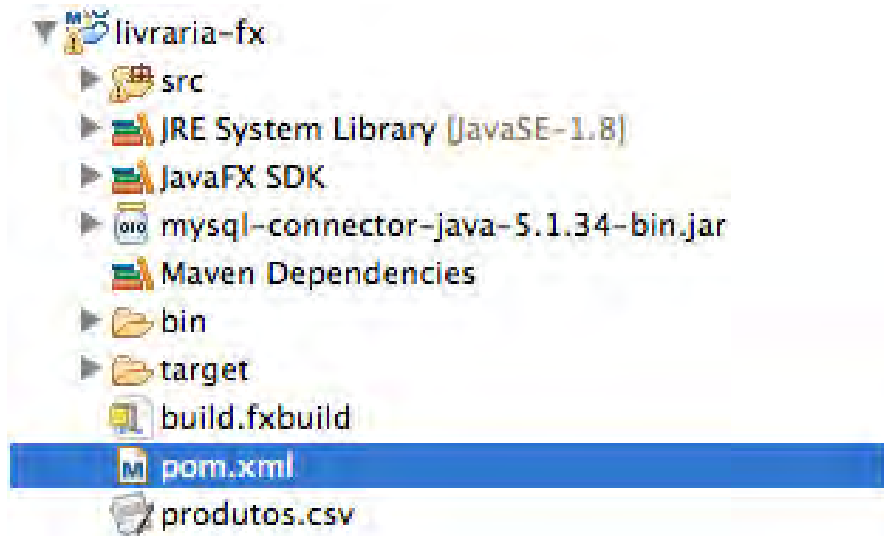 livraria-fx
src
JRE System Library [JavaSE-1.8]
JavaFX SDK
mysql-connector-java-5.1.34-bin.jar
Maven Dependencies
bin
target
build.fxbuild
pom.xml
produtos.csv